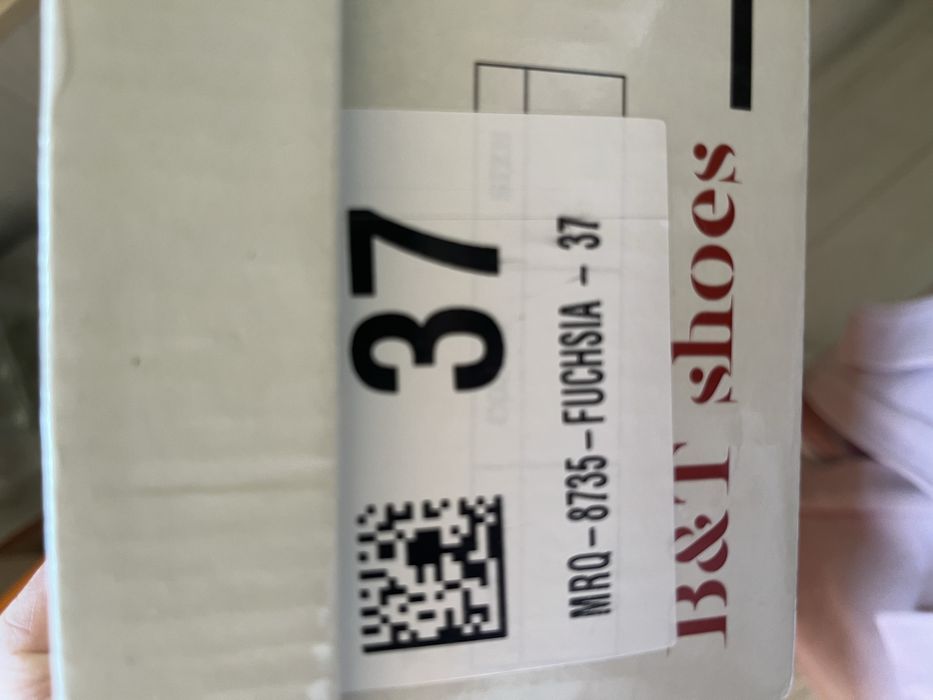 37
MRQ-8735-FUCHSIA - 37
B&T shoes